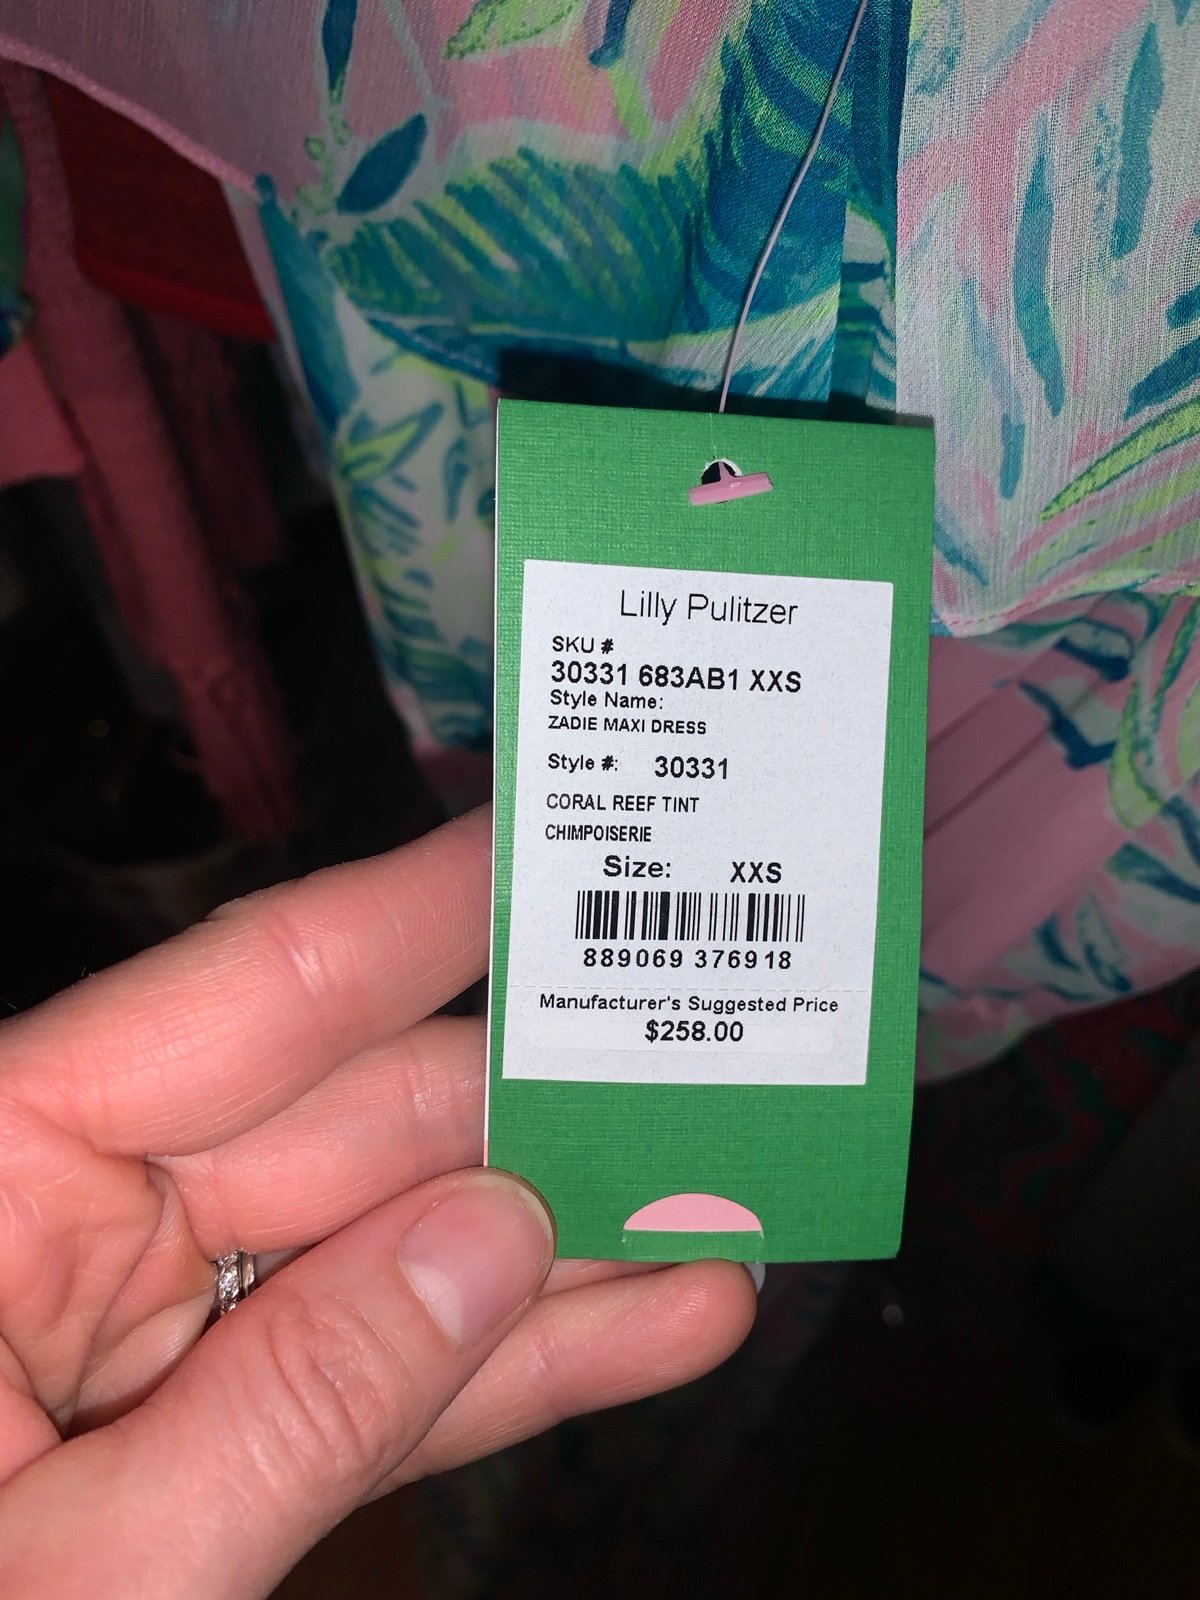 Lilly Pulitzer
SKU #
30331 683AB1 XXS
Style Name:
ZADIE MAXI DRESS
Style #: 30331
CORAL REEF TINT
CHIMPOISERIE
Size: XXS
889069 376918
Manufacturer's Suggested Price
$258.00